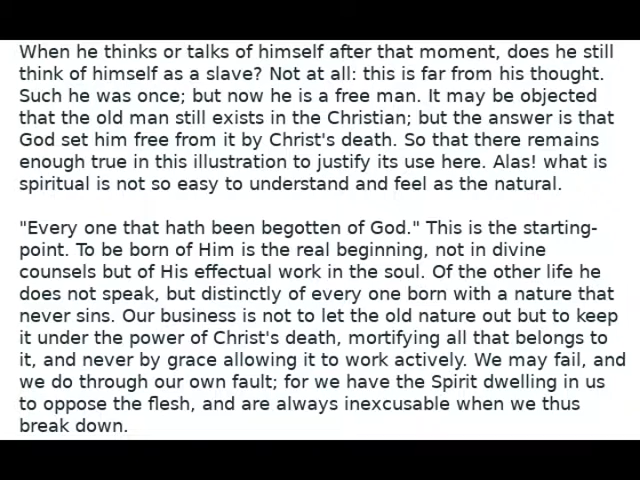 When he thinks or talks of himself after that moment, does he still
think of himself as a slave? Not at all: this is far from his thought.
Such he was once; but now he is a free man. It may be objected
that the old man still exists in the Christian; but the answer is that
God set him free from it by Christ's death. So that there remains
enough true in this illustration to justify its use here. Alas! what is
spiritual is not so easy to understand and feel as the natural.
"Every one that hath been begotten of God." This is the starting-
point. To be born of Him is the real beginning, not in divine
counsels but of His effectual work in the soul. Of the other life he
does not speak, but distinctly of every one born with a nature that
never sins. Our business is not to let the old nature out but to keep
it under the power of Christ's death, mortifying all that belongs to
it, and never by grace allowing it to work actively. We may fail, and
we do through our own fault; for we have the Spirit dwelling in us
to oppose the flesh, and are always inexcusable when we thus
break down.